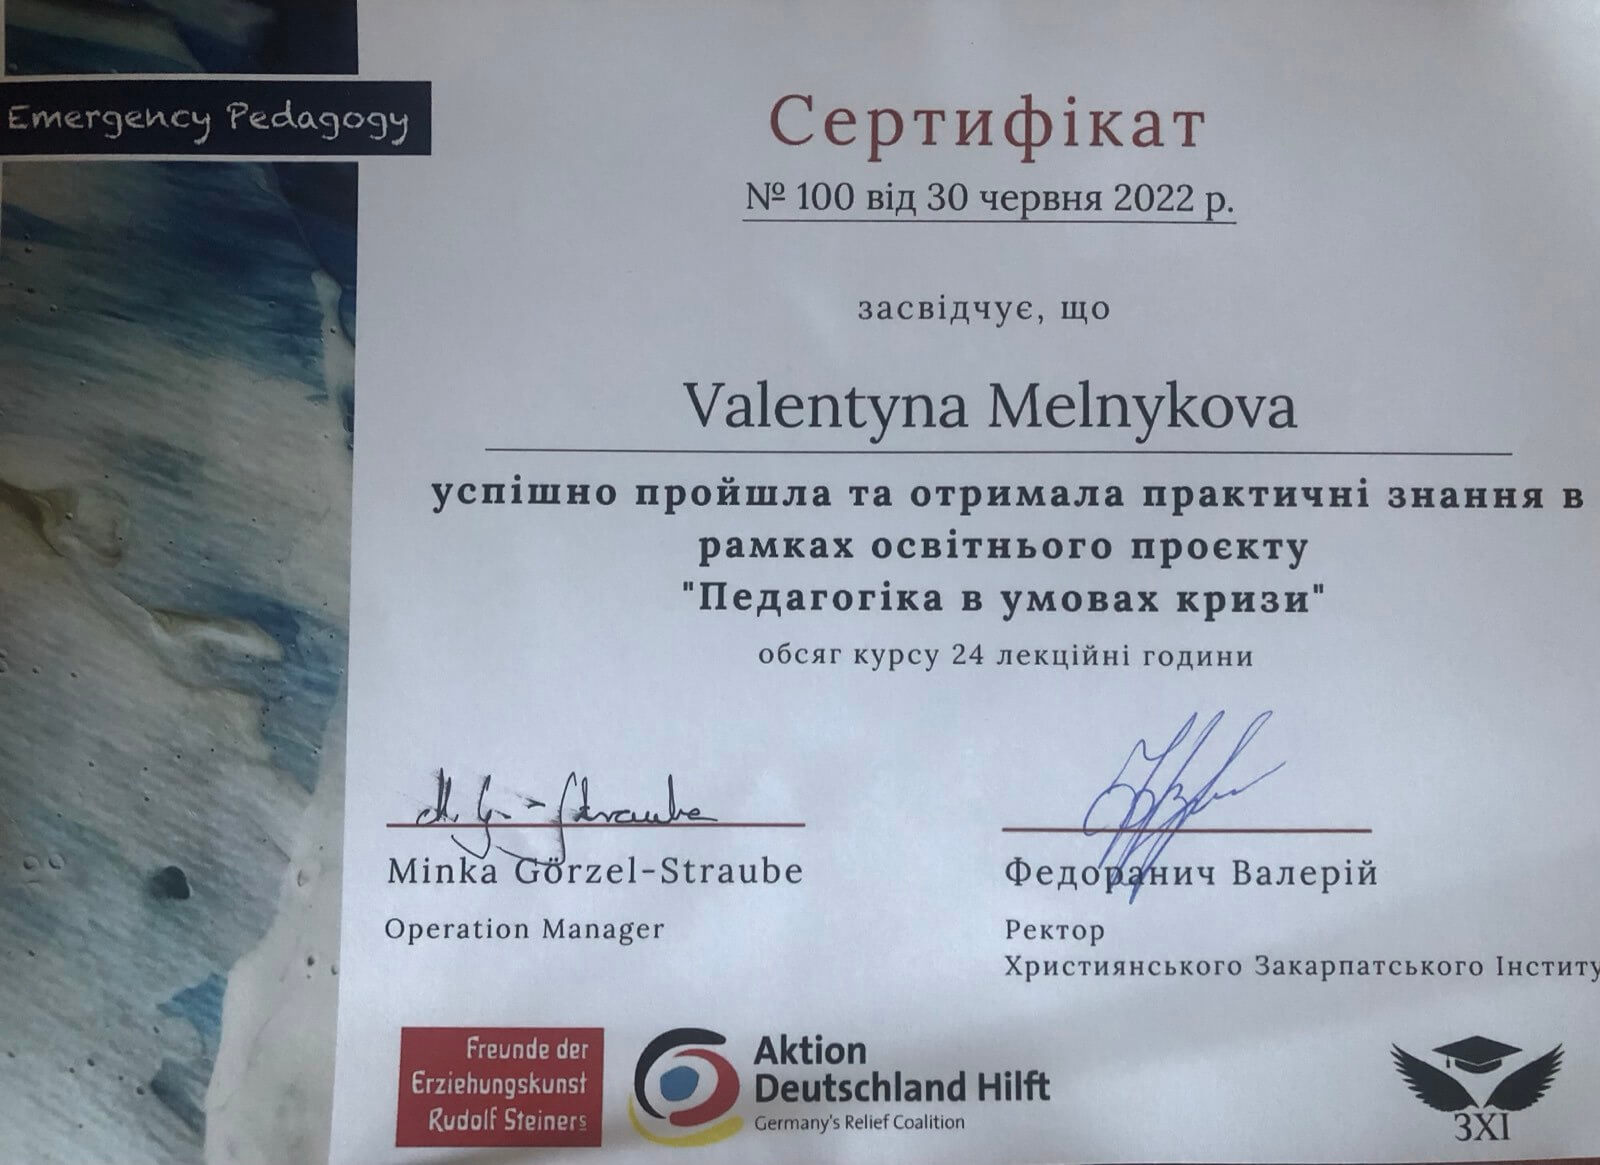 Emergency Pedagogy
Сертифікат
№ 100 від 30 червня 2022 р.
засвідчує, що
Valentyna Melnykova
успішно пройшла та отримала практичні знання в
рамках освітнього проєкту
"Педагогіка в умовах кризи"
обсяг курсу 24 лекційні години
Minka Görzel-Straube
Operation Manager
Федоранич Валерій
Ректор
Християнського Закарпатського Інститу
Freunde der
Erziehungskunst
Rudolf Steiners
Aktion
Deutschland Hilft
Germany's Relief Coalition
ЗХІ